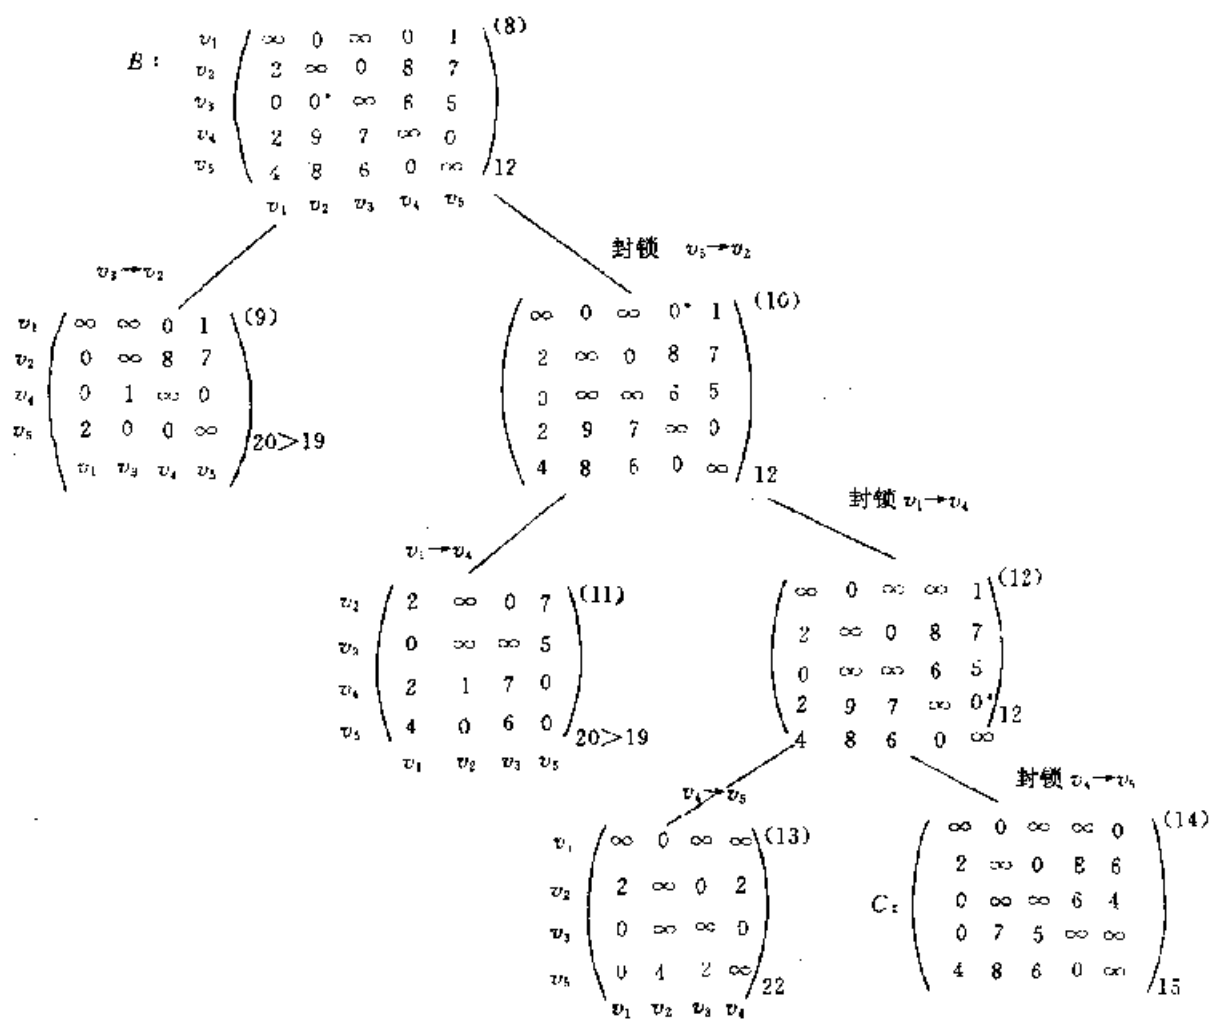 B :
v₁ ∞ 0 ∞ 0 1 (8)
v₂ 2 ∞ 0 8 7
v₃ 0 0* ∞ 6 5
v₄ 2 9 7 ∞ 0
v₅ 4 8 6 0 ∞ 12
v₁ v₂ v₃ v₄ v₅
v₃→v₂
封锁 v₃→v₂
v₁ ∞ ∞ 0 1 (9)
v₂ 0 ∞ 8 7
v₄ 0 1 ∞ 0
v₅ 2 0 0 ∞ 20>19
v₁ v₃ v₄ v₅
∞ 0 ∞ 0* 1 (10)
2 ∞ 0 8 7
0 ∞ ∞ 6 5
2 9 7 ∞ 0
4 8 6 0 ∞ 12
v₁→v₄
封锁 v₁→v₄
v₂ 2 ∞ 0 7 (11)
v₃ 0 ∞ ∞ 5
v₄ 2 1 7 0
v₅ 4 0 6 0 20>19
v₁ v₂ v₃ v₅
∞ 0 ∞ ∞ 1 (12)
2 ∞ 0 8 7
0 ∞ ∞ 6 5
2 9 7 ∞ 0* 12
4 8 6 0 ∞
v₄→v₅
封锁 v₄→v₅
v₁ ∞ 0 ∞ ∞ (13)
v₂ 2 ∞ 0 2
v₃ 0 ∞ ∞ 0
v₅ 0 4 2 ∞ 22
v₁ v₂ v₃ v₄
C:
∞ 0 ∞ ∞ 0 (14)
2 ∞ 0 8 6
0 ∞ ∞ 6 4
0 7 5 ∞ ∞
4 8 6 0 ∞ 15